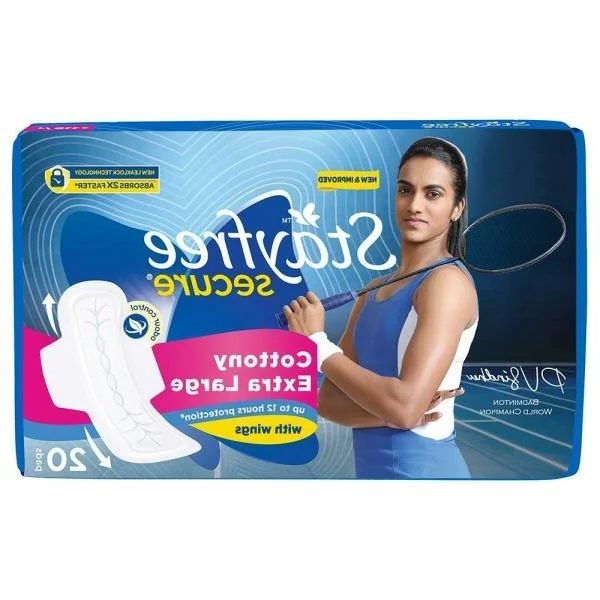 NEW LEAKLOCK TECHNOLOGY
ABSORBS 2X FASTER*
NEW & IMPROVED
Stayfree™
secure®
odour control
Cottony
Extra Large
up to 12 hours protection*
with wings
20
pads
PV Sindhu
BADMINTON
WORLD CHAMPION